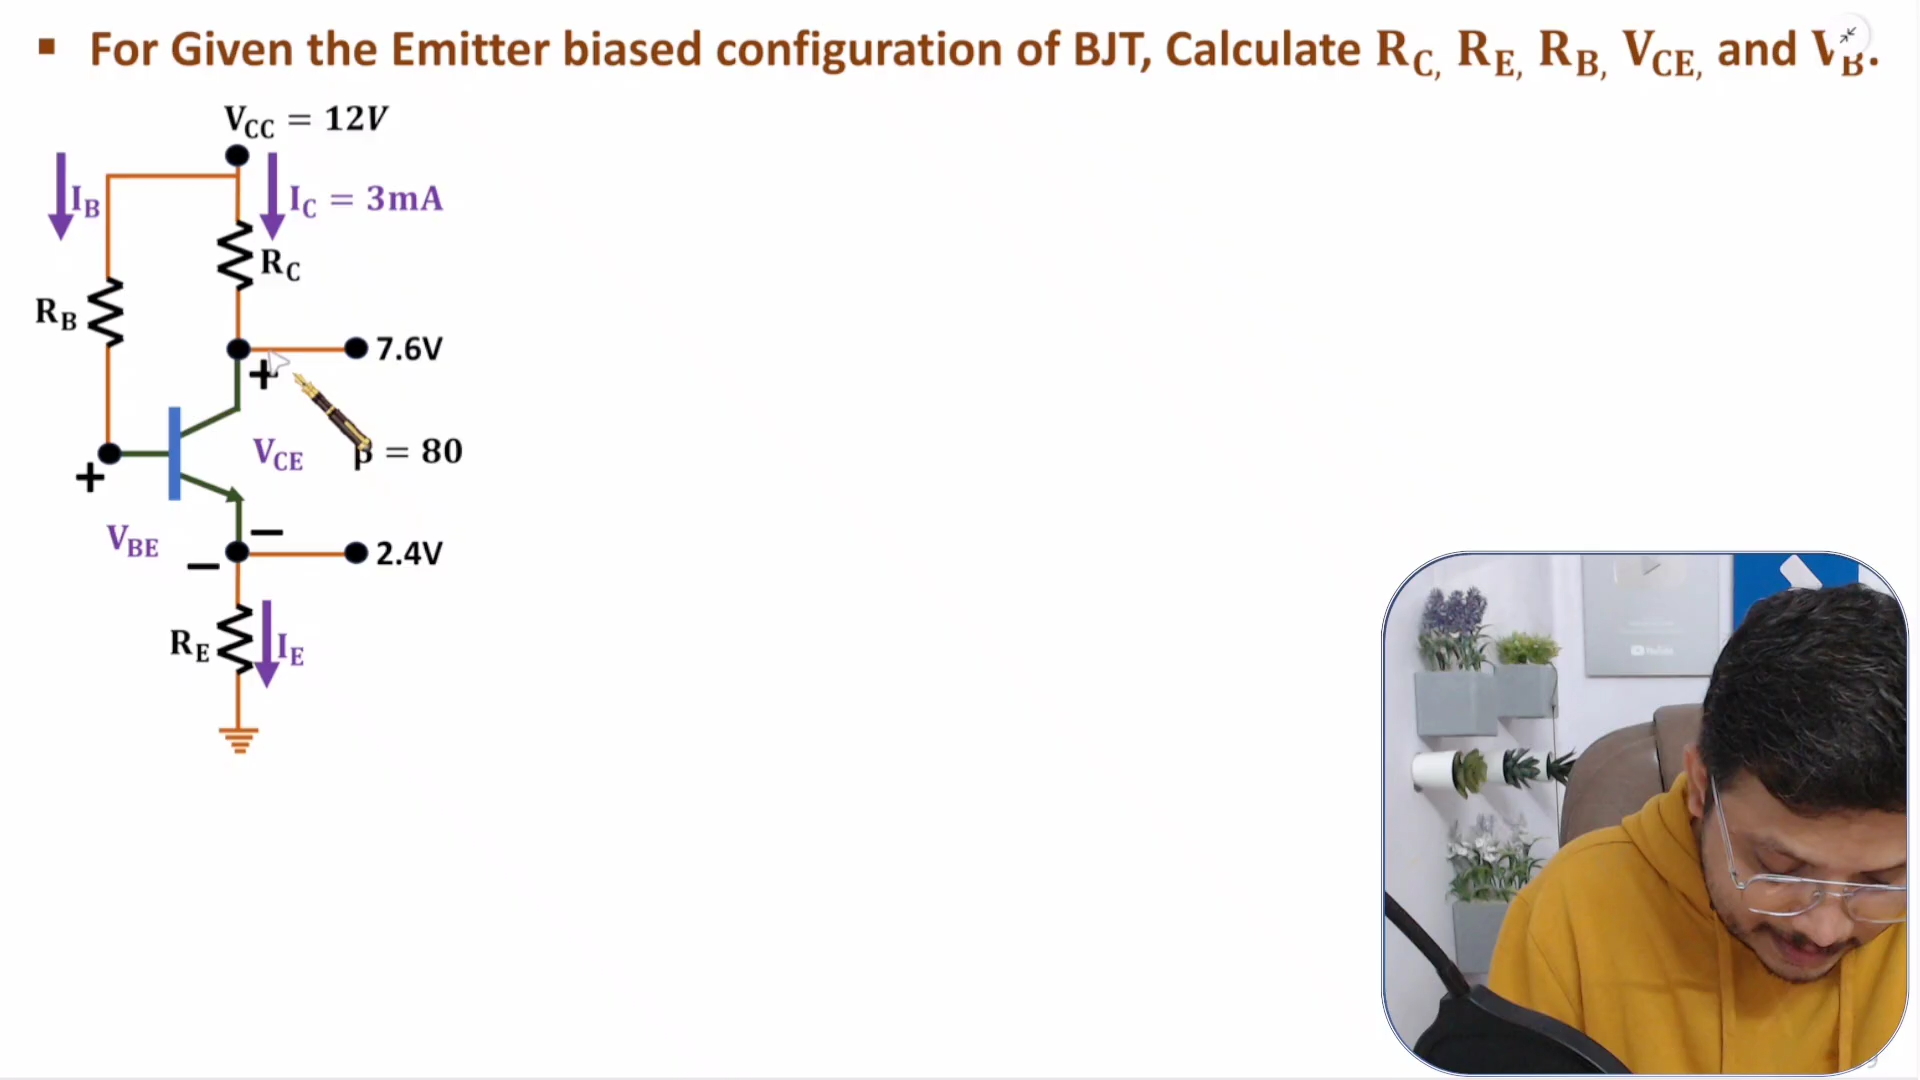 ▪ For Given the Emitter biased configuration of BJT, Calculate R_C, R_E, R_B, V_CE, and V_B.
V_CC = 12V
I_B
I_C = 3mA
R_C
R_B
7.6V
+
V_CE
β = 80
+
V_BE
−
−
2.4V
R_E
I_E
YouTube